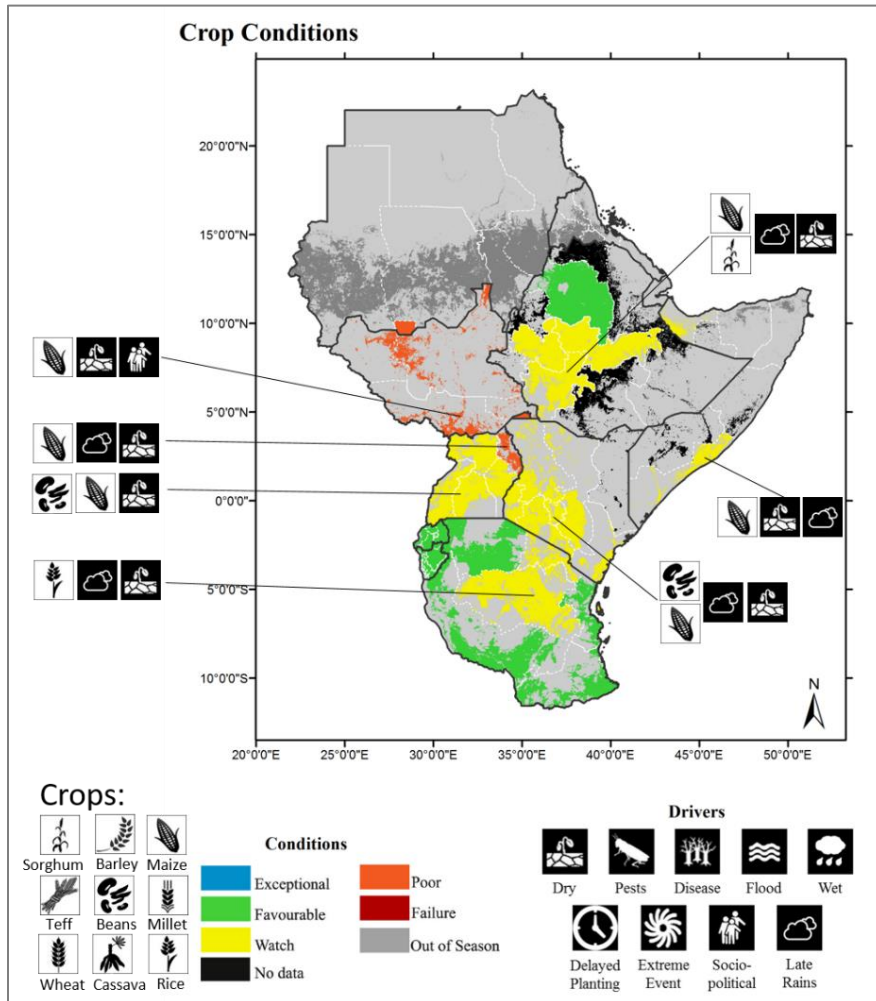 Crop Conditions
20°0'0"N
15°0'0"N
10°0'0"N
5°0'0"N
0°0'0"
5°0'0"S
10°0'0"S
N
20°0'0"E 25°0'0"E 30°0'0"E 35°0'0"E 40°0'0"E 45°0'0"E 50°0'0"E
Crops:
Sorghum Barley Maize
Teff Beans Millet
Wheat Cassava Rice
Conditions
Exceptional Poor
Favourable Failure
Watch Out of Season
No data
Drivers
Dry Pests Disease Flood Wet
Delayed Planting
Extreme Event
Socio-political
Late Rains